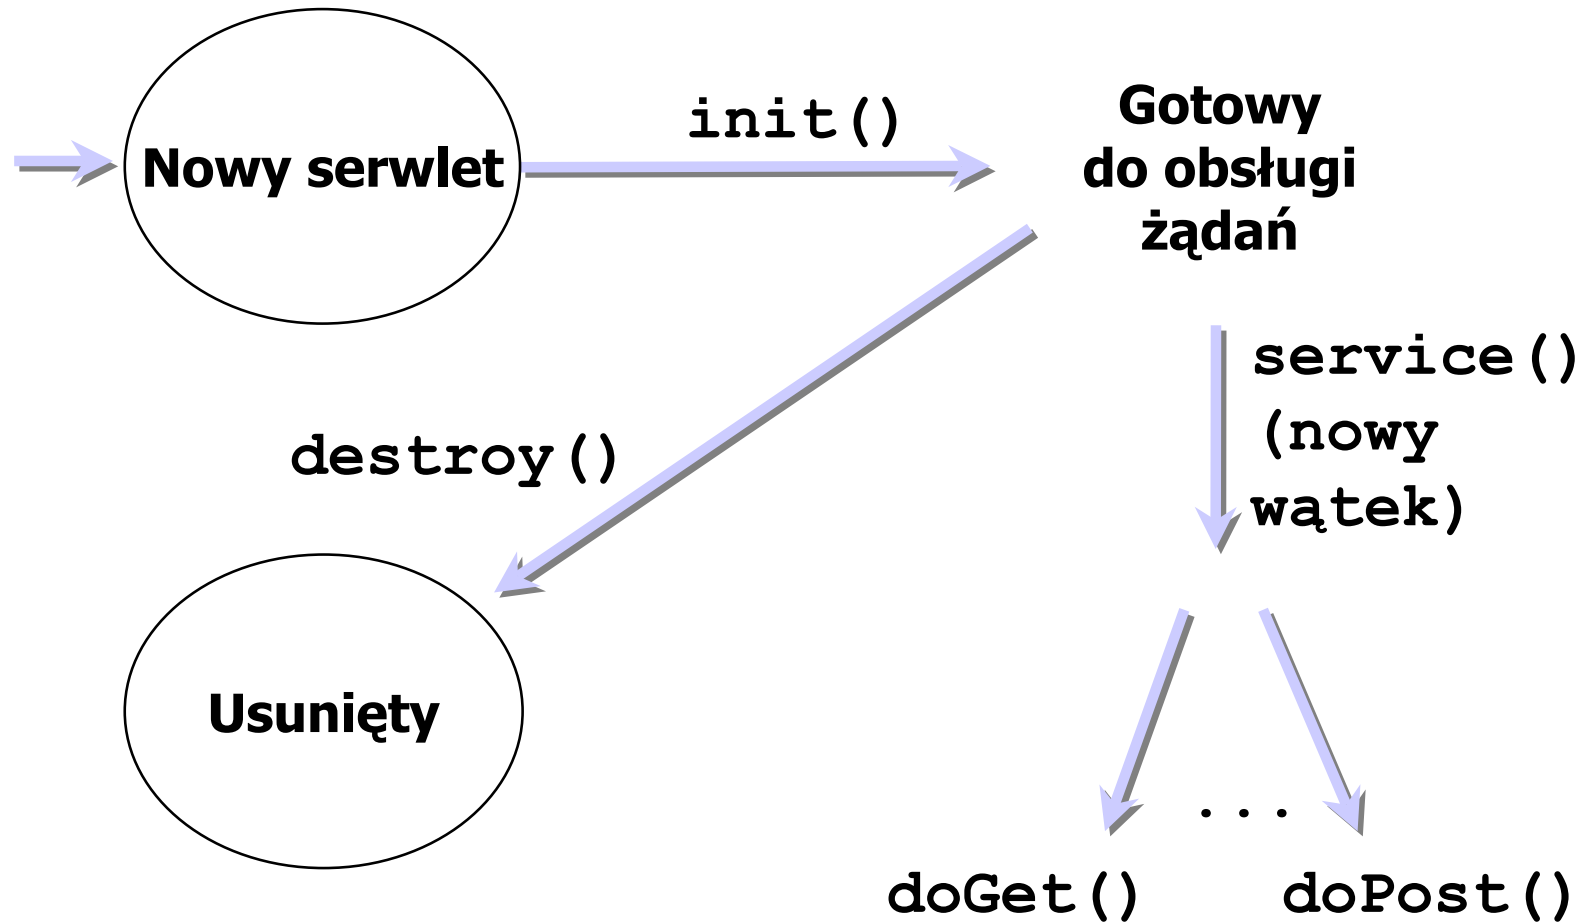 Nowy serwlet
init()
Gotowy
do obsługi
żądań
service()
(nowy
wątek)
destroy()
Usunięty
...
doGet()
doPost()